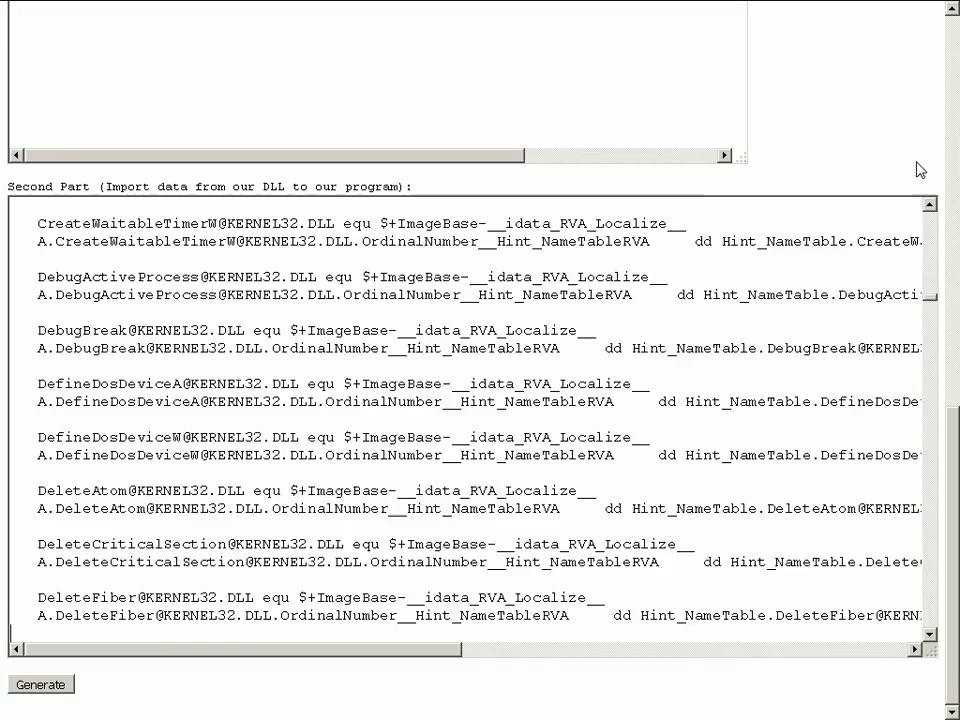 Second Part (Import data from our DLL to our program):
CreateWaitableTimerW@KERNEL32.DLL equ $+ImageBase-__idata_RVA_Localize__
A.CreateWaitableTimerW@KERNEL32.DLL.OrdinalNumber__Hint_NameTableRVA dd Hint_NameTable.CreateW
DebugActiveProcess@KERNEL32.DLL equ $+ImageBase-__idata_RVA_Localize__
A.DebugActiveProcess@KERNEL32.DLL.OrdinalNumber__Hint_NameTableRVA dd Hint_NameTable.DebugActi
DebugBreak@KERNEL32.DLL equ $+ImageBase-__idata_RVA_Localize__
A.DebugBreak@KERNEL32.DLL.OrdinalNumber__Hint_NameTableRVA dd Hint_NameTable.DebugBreak@KERNEL
DefineDosDeviceA@KERNEL32.DLL equ $+ImageBase-__idata_RVA_Localize__
A.DefineDosDeviceA@KERNEL32.DLL.OrdinalNumber__Hint_NameTableRVA dd Hint_NameTable.DefineDosDe
DefineDosDeviceW@KERNEL32.DLL equ $+ImageBase-__idata_RVA_Localize__
A.DefineDosDeviceW@KERNEL32.DLL.OrdinalNumber__Hint_NameTableRVA dd Hint_NameTable.DefineDosDe
DeleteAtom@KERNEL32.DLL equ $+ImageBase-__idata_RVA_Localize__
A.DeleteAtom@KERNEL32.DLL.OrdinalNumber__Hint_NameTableRVA dd Hint_NameTable.DeleteAtom@KERNEL
DeleteCriticalSection@KERNEL32.DLL equ $+ImageBase-__idata_RVA_Localize__
A.DeleteCriticalSection@KERNEL32.DLL.OrdinalNumber__Hint_NameTableRVA dd Hint_NameTable.Delete
DeleteFiber@KERNEL32.DLL equ $+ImageBase-__idata_RVA_Localize__
A.DeleteFiber@KERNEL32.DLL.OrdinalNumber__Hint_NameTableRVA dd Hint_NameTable.DeleteFiber@KERN
Generate